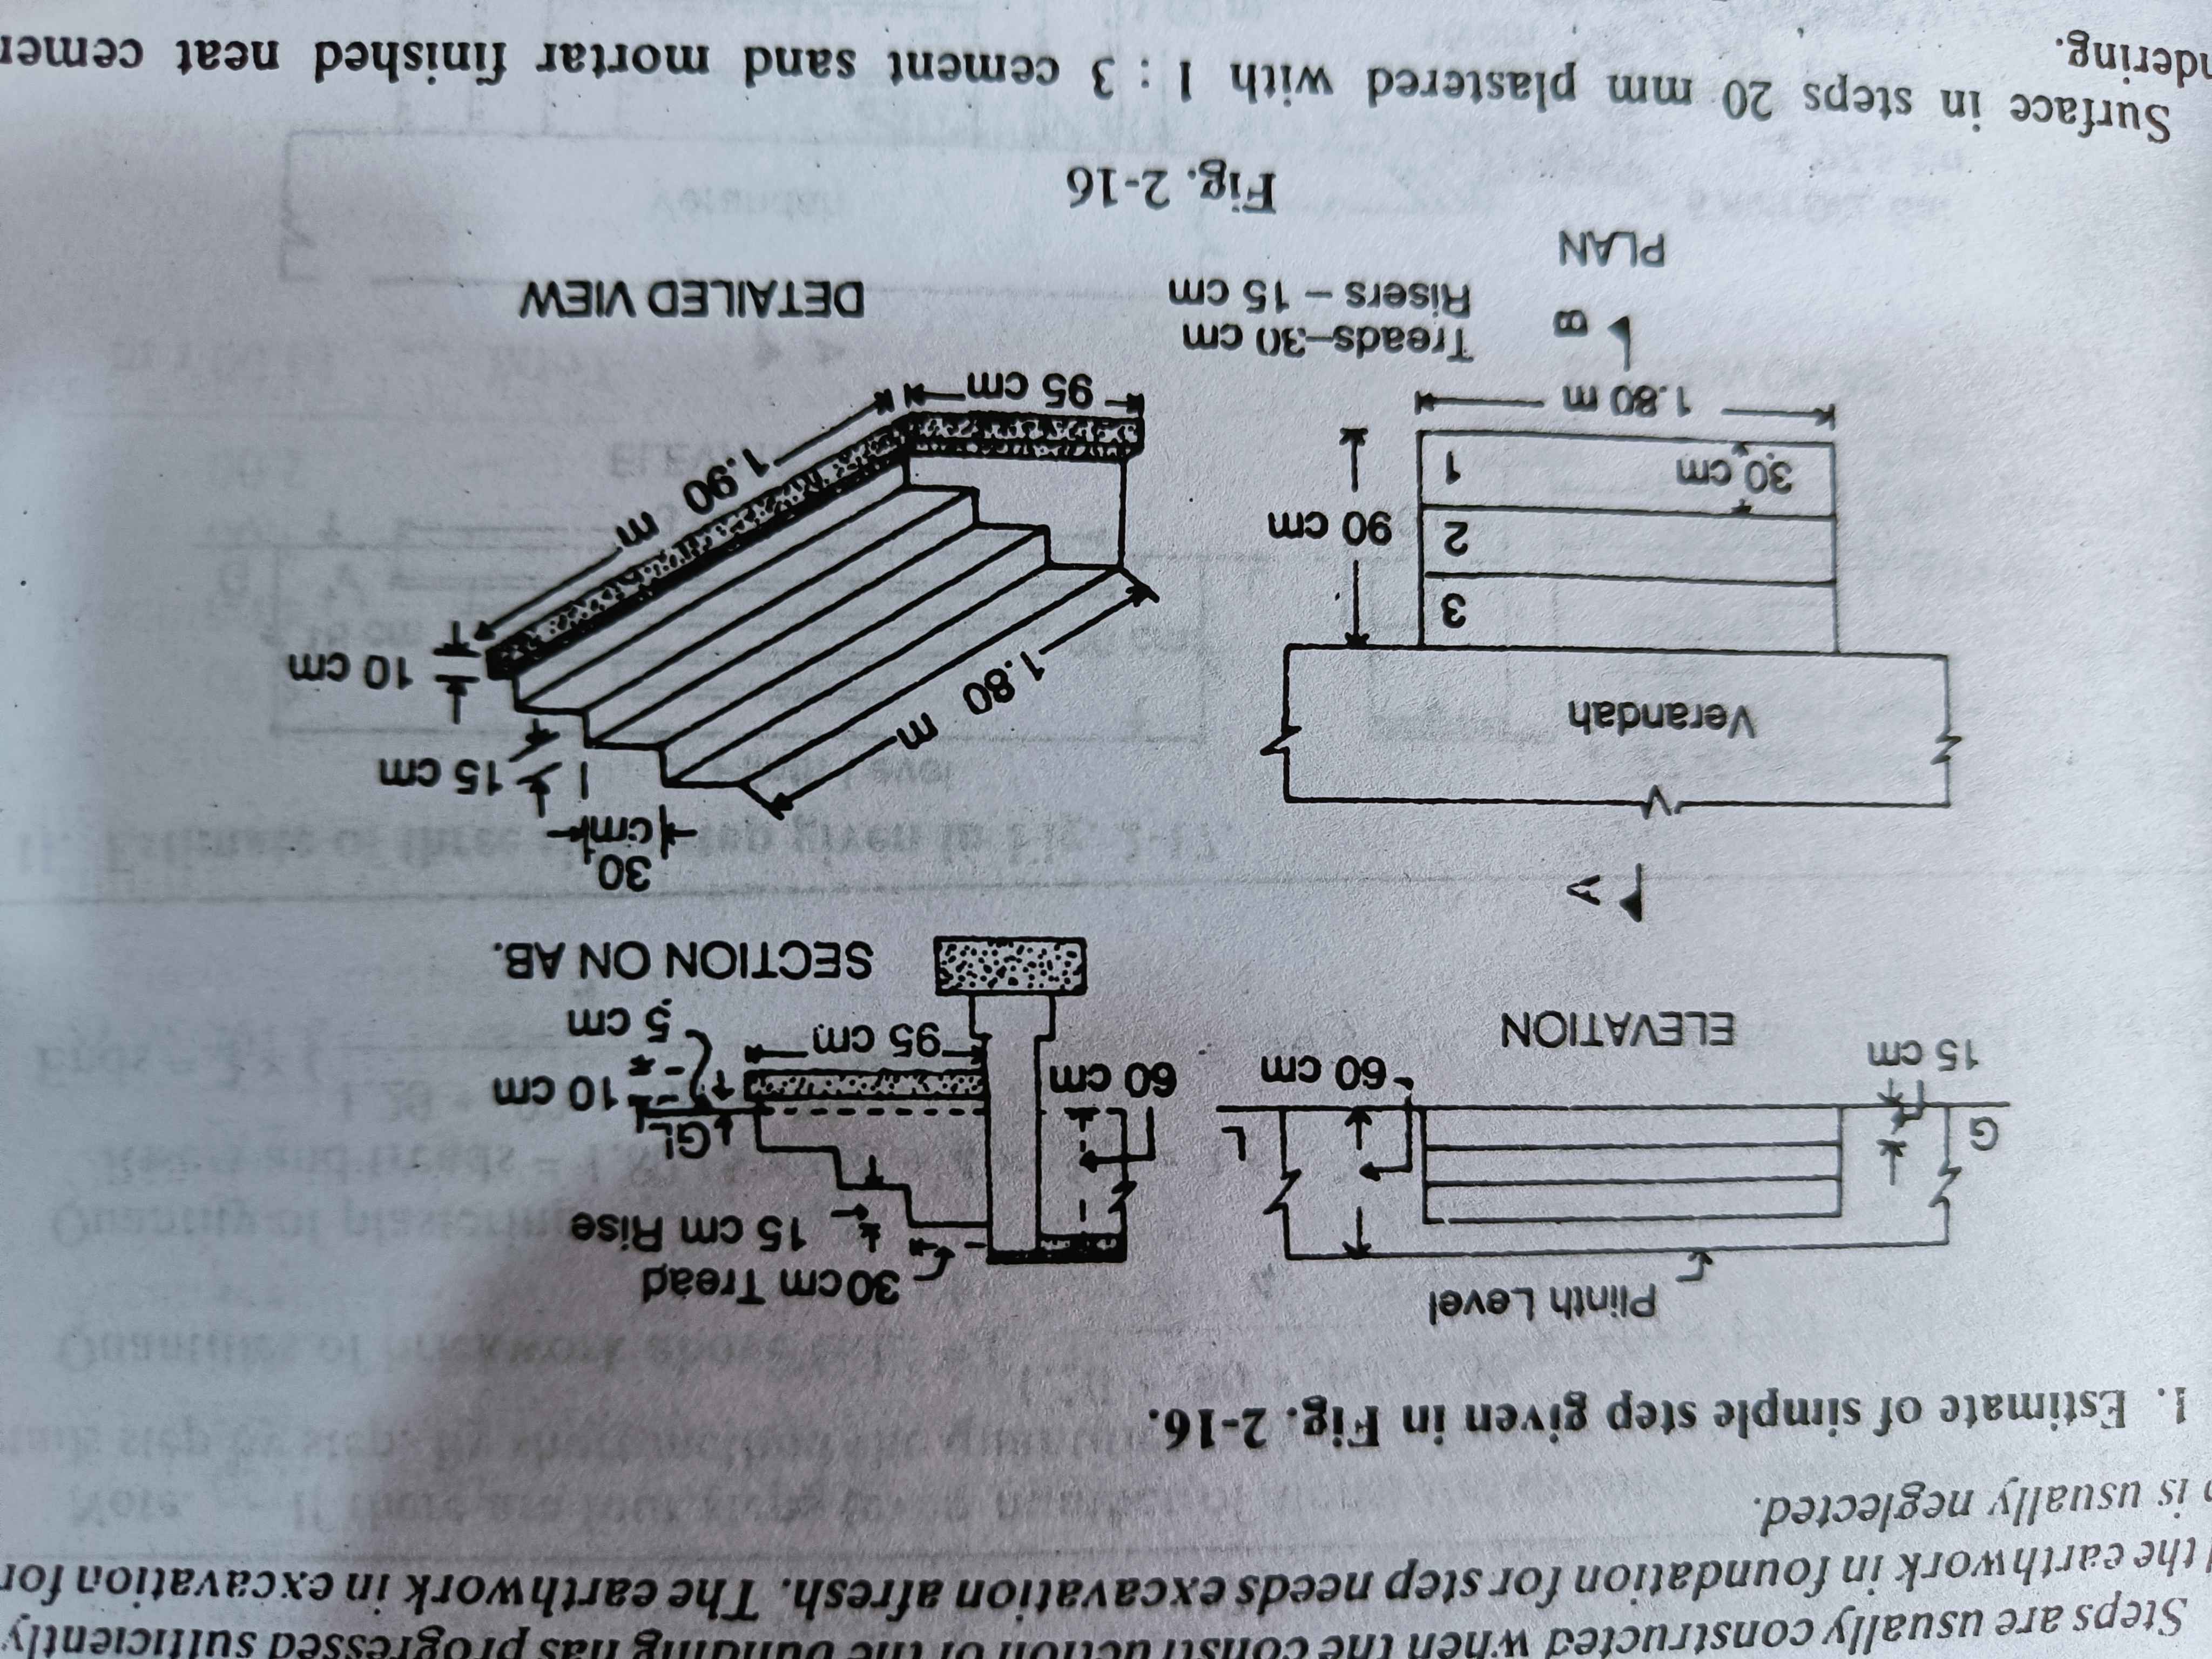 Steps are usually constructed when the construction of the building has progressed sufficiently
the earthwork in foundation for step needs excavation afresh. The earthwork in excavation for
is usually neglected.
1. Estimate of simple step given in Fig. 2-16.
Plinth Level
30cm Tread
15 cm Rise
G
L
15 cm
60 cm
60 cm
GL
10 cm
5 cm
95 cm
ELEVATION
SECTION ON AB.
A
30
cm
15 cm
10 cm
Verandah
3
2
1
30 cm
90 cm
1.80 m
1.80 m
1.90 m
95 cm
B
Treads–30 cm
Risers – 15 cm
PLAN
DETAILED VIEW
Fig. 2-16
Surface in steps 20 mm plastered with 1 : 3 cement sand mortar finished neat cemen
ndering.